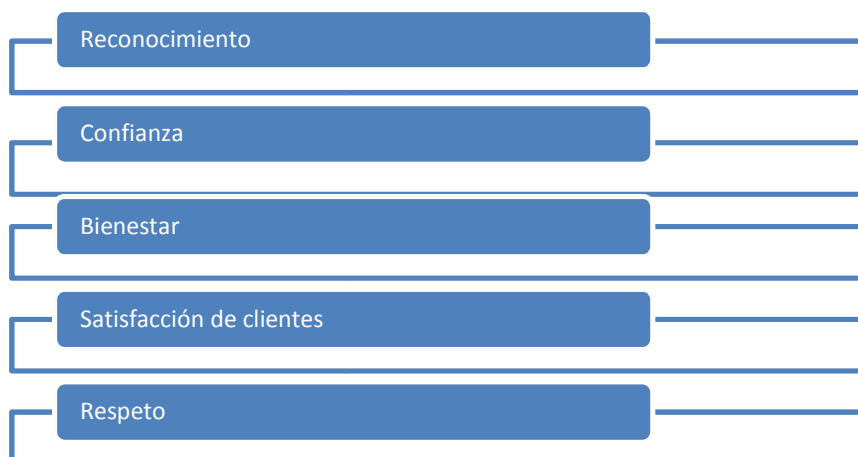 Reconocimiento
Confianza
Bienestar
Satisfacción de clientes
Respeto